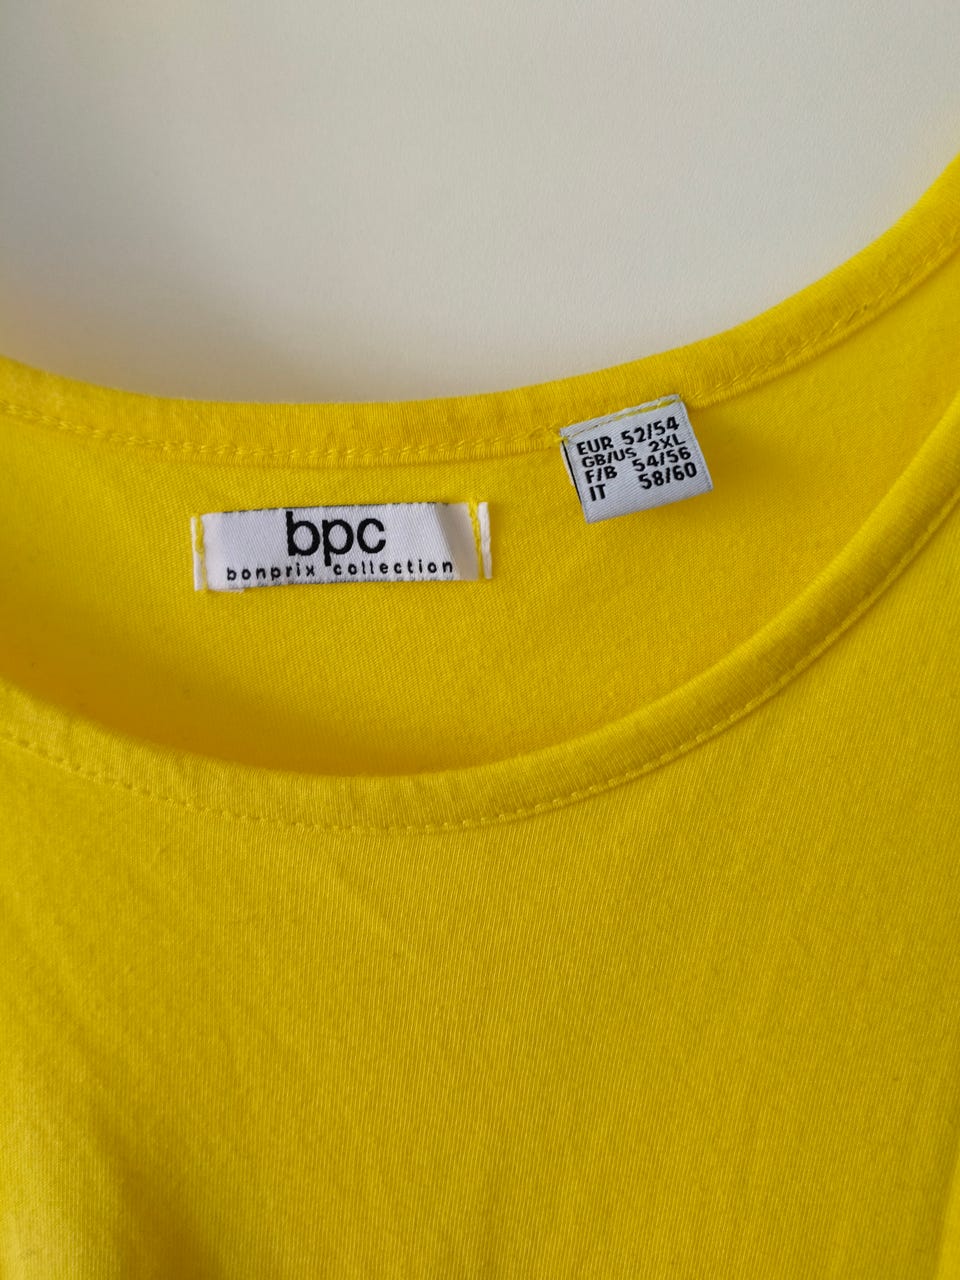 bpc
bonprix collection
EUR 52/54
GB/US 2XL
F/B 54/56
IT 58/60